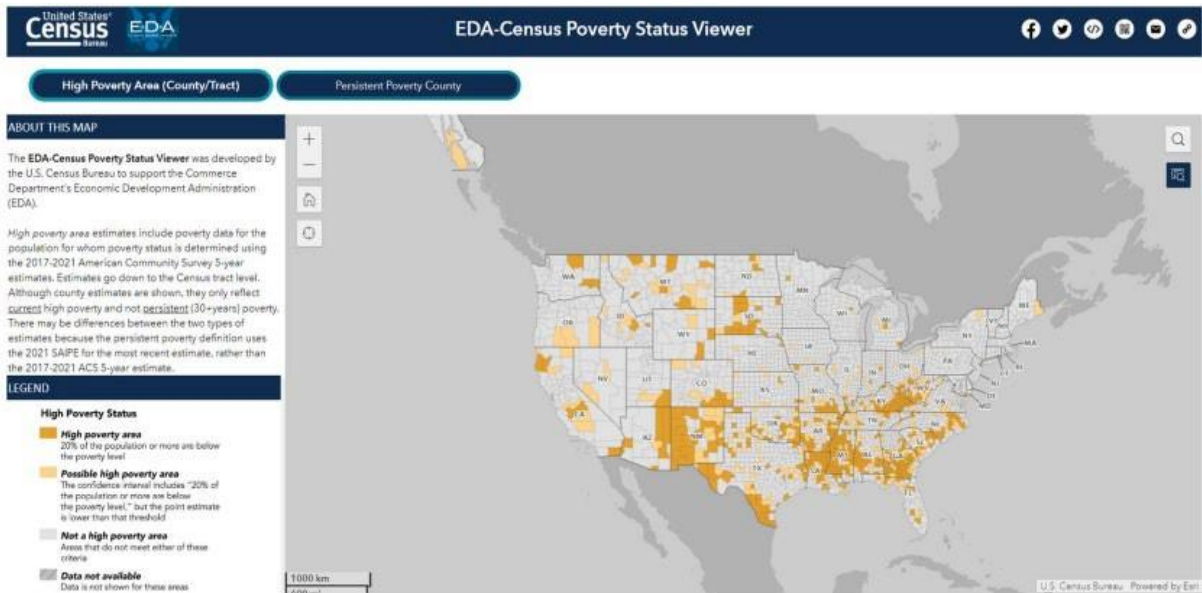 United States®
Census
Bureau
EDA
EDA-Census Poverty Status Viewer
High Poverty Area (County/Tract)
Persistent Poverty County
ABOUT THIS MAP
The EDA-Census Poverty Status Viewer was developed by
the U.S. Census Bureau to support the Commerce
Department's Economic Development Administration
(EDA).
High poverty area estimates include poverty data for the
population for whom poverty status is determined using
the 2017-2021 American Community Survey 5-year
estimates. Estimates go down to the Census tract level.
Although county estimates are shown, they only reflect
current high poverty and not persistent (30+years) poverty.
There may be differences between the two types of
estimates because the persistent poverty definition uses
the 2021 SAIPE for the most recent estimate, rather than
the 2017-2021 ACS 5-year estimate.
LEGEND
High Poverty Status
High poverty area
20% of the population or more are below
the poverty level
Possible high poverty area
The confidence interval includes "20% of
the population or more are below
the poverty level," but the point estimate
is lower than that threshold
Not a high poverty area
Areas that do not meet either of these
criteria
Data not available
Data is not shown for these areas
WA
MT
ND
MN
WI
MI
ME
VT
NH
NY
MA
RI
CT
OR
ID
WY
SD
IA
NE
PA
NJ
NV
UT
CO
KS
MO
IL
IN
OH
WV
VA
MD
DE
CA
AZ
NM
OK
AR
KY
TN
NC
SC
TX
LA
MS
AL
GA
FL
1000 km
U.S. Census Bureau Powered by Esri